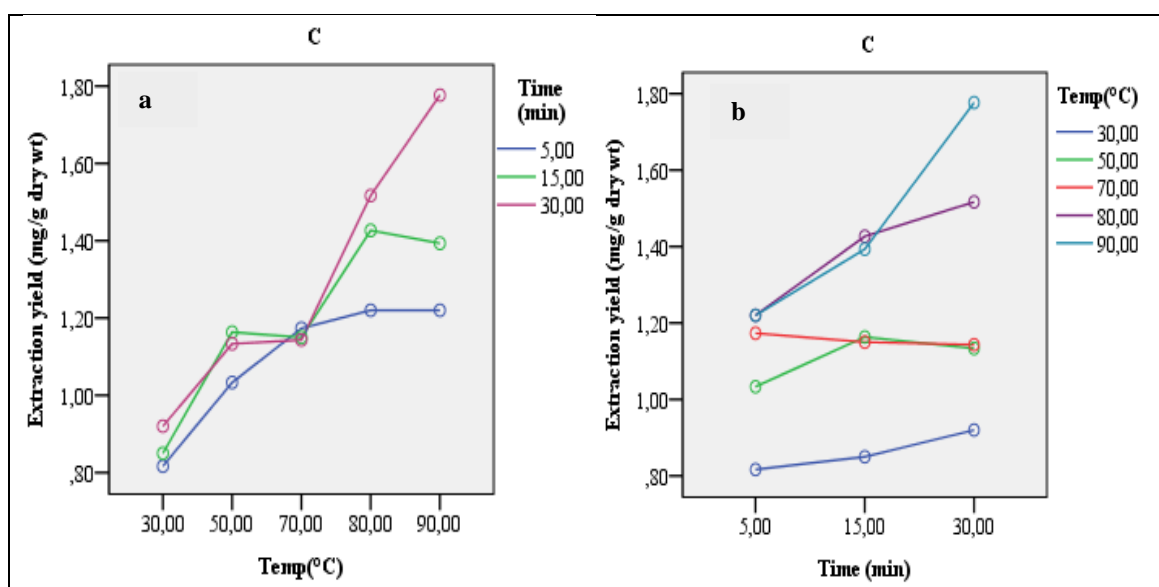 C
a
Extraction yield (mg/g dry wt)
1,80
1,60
1,40
1,20
1,00
,80
30,00 50,00 70,00 80,00 90,00
Temp(°C)
Time
(min)
5,00
15,00
30,00
C
b
Extraction yield (mg/g dry wt)
1,80
1,60
1,40
1,20
1,00
,80
5,00 15,00 30,00
Time (min)
Temp(°C)
30,00
50,00
70,00
80,00
90,00